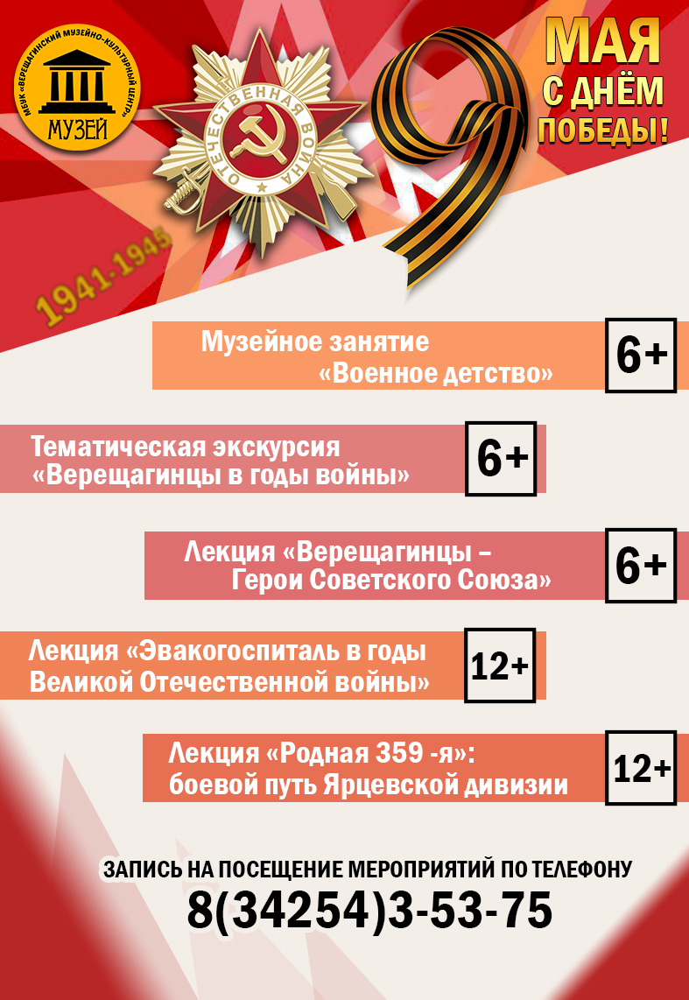 МБУК «ВЕРЕЩАГИНСКИЙ МУЗЕЙНО-КУЛЬТУРНЫЙ ЦЕНТР»
МУЗЕЙ
ОТЕЧЕСТВЕННАЯ ВОЙНА
9 МАЯ
С ДНЁМ
ПОБЕДЫ!
1941-1945
Музейное занятие
«Военное детство»
6+
Тематическая экскурсия
«Верещагинцы в годы войны»
6+
Лекция «Верещагинцы –
Герои Советского Союза»
6+
Лекция «Эвакогоспиталь в годы
Великой Отечественной войны»
12+
Лекция «Родная 359 -я»:
боевой путь Ярцевской дивизии
12+
ЗАПИСЬ НА ПОСЕЩЕНИЕ МЕРОПРИЯТИЙ ПО ТЕЛЕФОНУ
8(34254)3-53-75